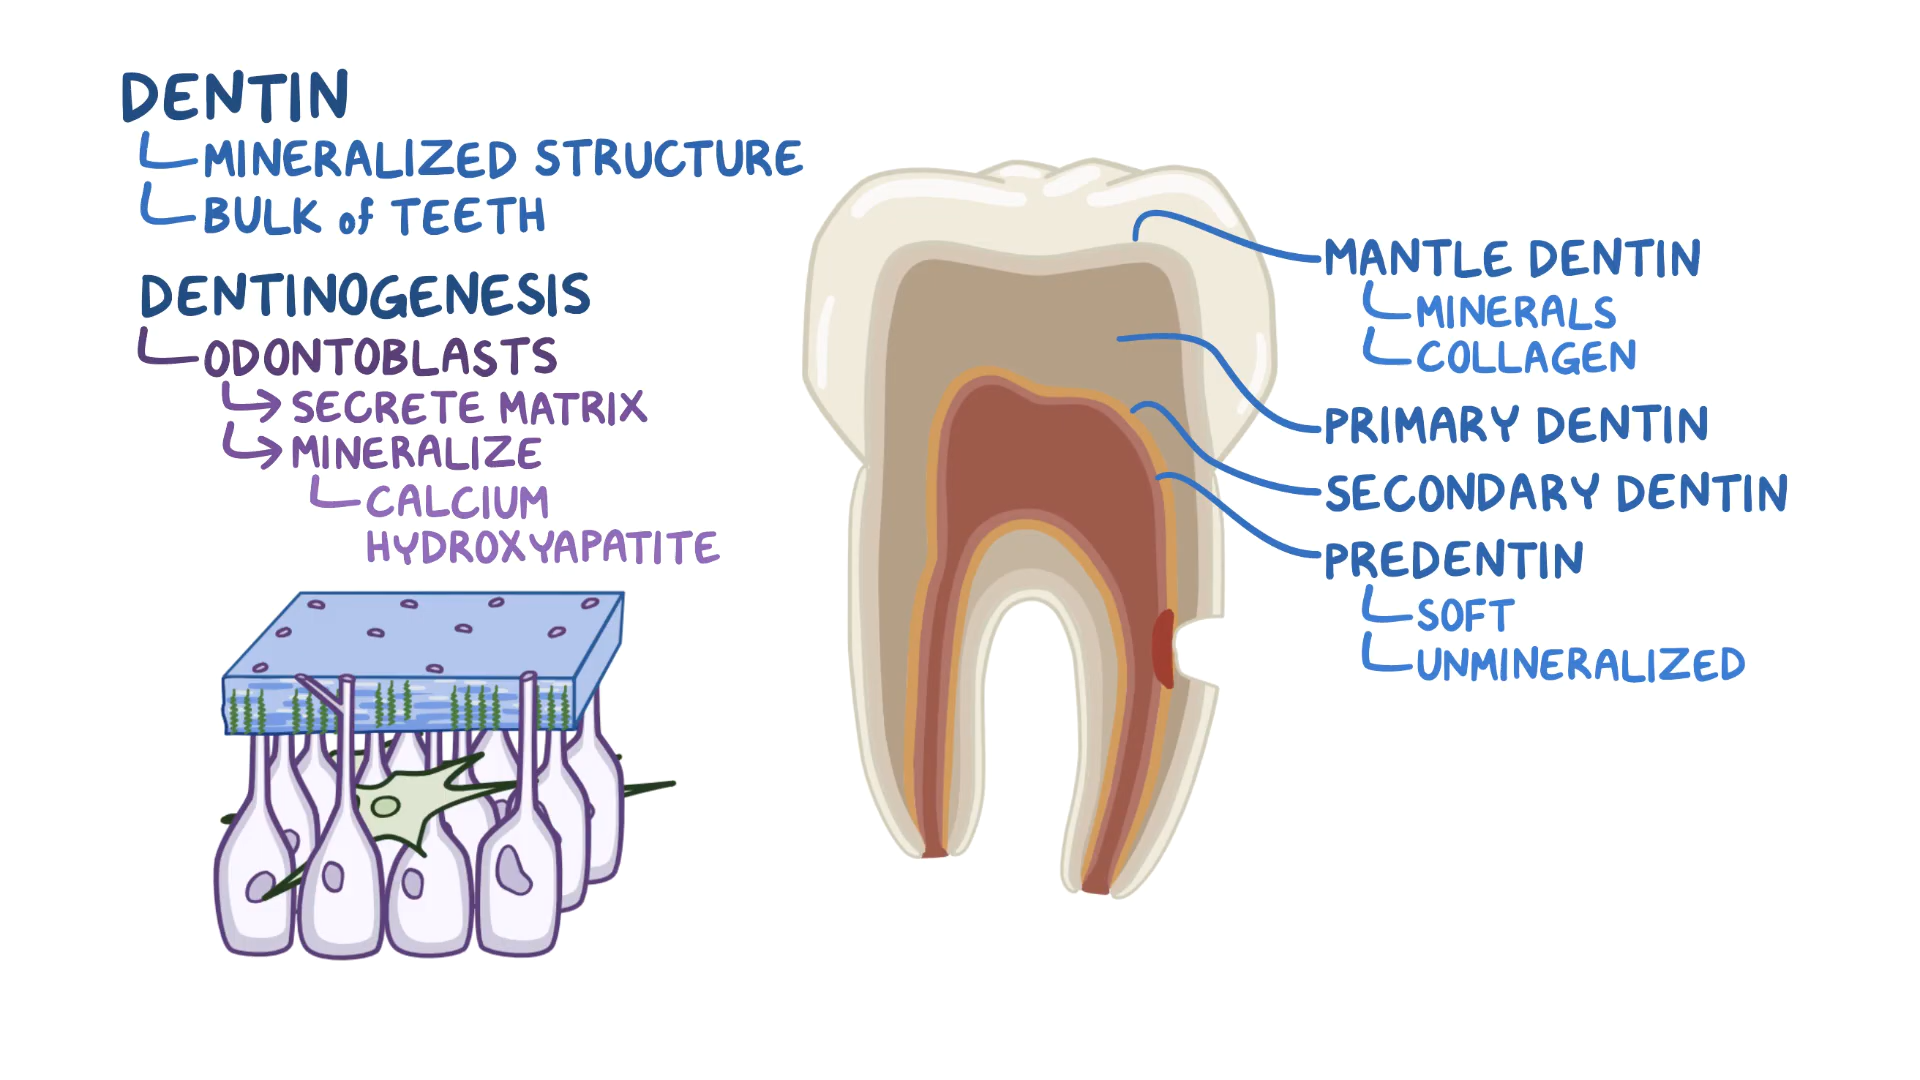 DENTIN
MINERALIZED STRUCTURE
BULK of TEETH
DENTINOGENESIS
ODONTOBLASTS
SECRETE MATRIX
MINERALIZE
CALCIUM
HYDROXYAPATITE
MANTLE DENTIN
MINERALS
COLLAGEN
PRIMARY DENTIN
SECONDARY DENTIN
PREDENTIN
SOFT
UNMINERALIZED